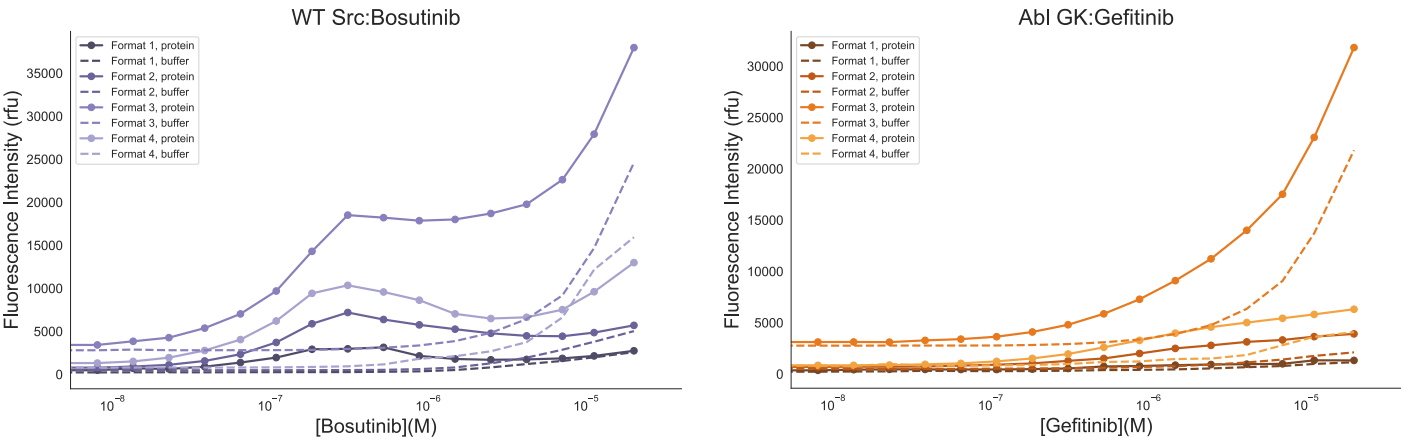 WT Src:Bosutinib
Fluorescence Intensity (rfu)
35000
30000
25000
20000
15000
10000
5000
0
Format 1, protein
Format 1, buffer
Format 2, protein
Format 2, buffer
Format 3, protein
Format 3, buffer
Format 4, protein
Format 4, buffer
10⁻⁸ 10⁻⁷ 10⁻⁶ 10⁻⁵
[Bosutinib](M)
Abl GK:Gefitinib
Fluorescence Intensity (rfu)
30000
25000
20000
15000
10000
5000
0
Format 1, protein
Format 1, buffer
Format 2, protein
Format 2, buffer
Format 3, protein
Format 3, buffer
Format 4, protein
Format 4, buffer
10⁻⁸ 10⁻⁷ 10⁻⁶ 10⁻⁵
[Gefitinib](M)